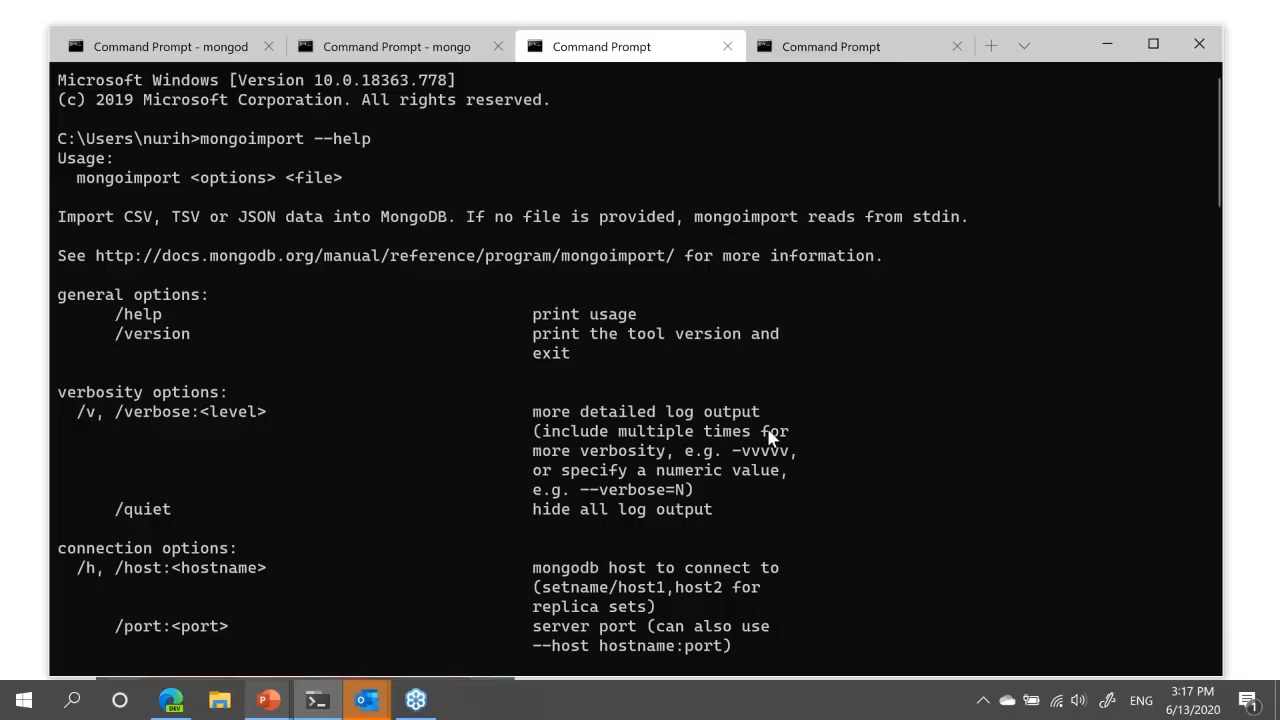 Command Prompt - mongod
Command Prompt - mongo
Command Prompt
Command Prompt
Microsoft Windows [Version 10.0.18363.778]
(c) 2019 Microsoft Corporation. All rights reserved.
C:\Users\nurih>mongoimport --help
Usage:
mongoimport <options> <file>
Import CSV, TSV or JSON data into MongoDB. If no file is provided, mongoimport reads from stdin.
See http://docs.mongodb.org/manual/reference/program/mongoimport/ for more information.
general options:
/help print usage
/version print the tool version and
exit
verbosity options:
/v, /verbose:<level> more detailed log output
(include multiple times for
more verbosity, e.g. -vvvvv,
or specify a numeric value,
e.g. --verbose=N)
/quiet hide all log output
connection options:
/h, /host:<hostname> mongodb host to connect to
(setname/host1,host2 for
replica sets)
/port:<port> server port (can also use
--host hostname:port)
DEV
ENG
3:17 PM
6/13/2020
1